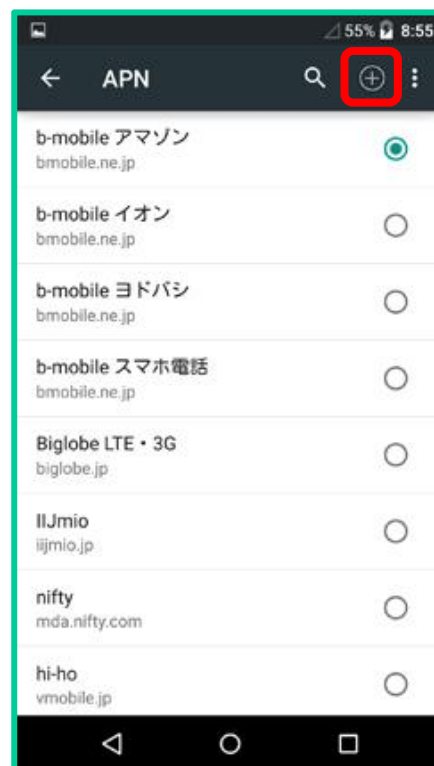 55% 8:55
APN
b-mobile アマゾン
bmobile.ne.jp
b-mobile イオン
bmobile.ne.jp
b-mobile ヨドバシ
bmobile.ne.jp
b-mobile スマホ電話
bmobile.ne.jp
Biglobe LTE・3G
biglobe.jp
IIJmio
iijmio.jp
nifty
mda.nifty.com
hi-ho
vmobile.jp